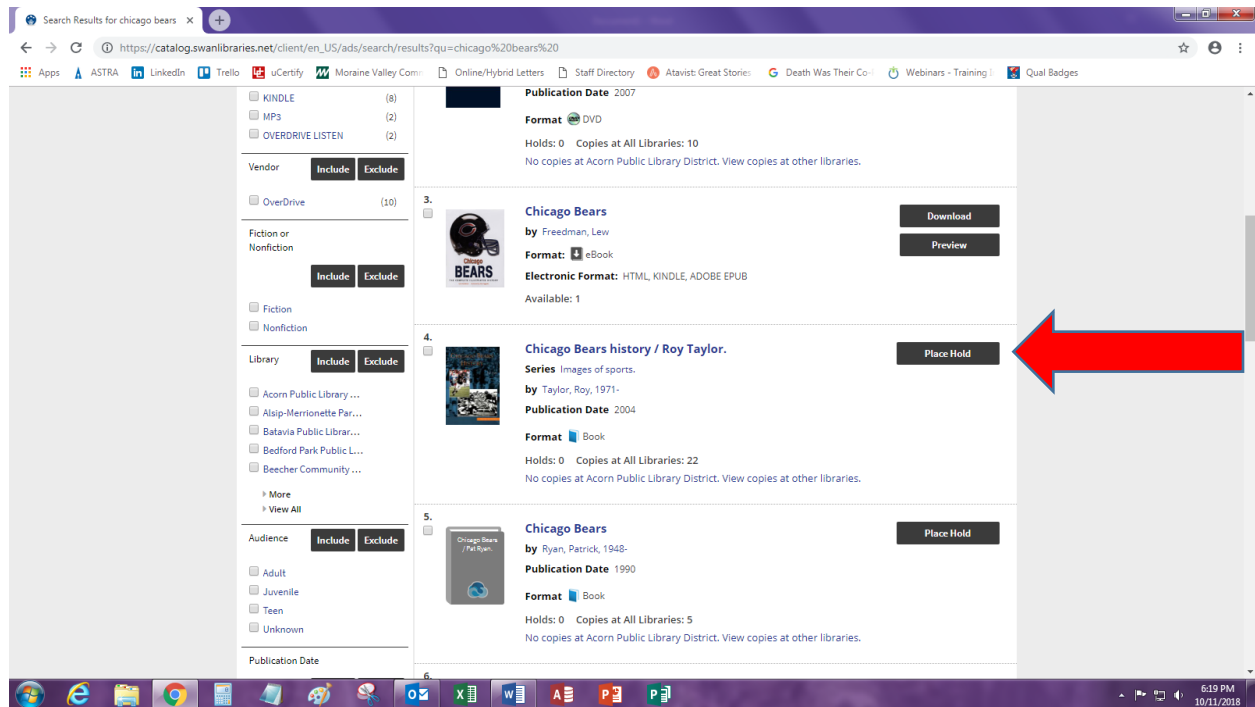 Search Results for chicago bears
https://catalog.swanlibraries.net/client/en_US/ads/search/results?qu=chicago%20bears%20
Apps ASTRA LinkedIn Trello uCertify Moraine Valley Com Online/Hybrid Letters Staff Directory Atavist: Great Stories Death Was Their Co- Webinars - Training Qual Badges
KINDLE (8)
MP3 (2)
OVERDRIVE LISTEN (2)
Vendor Include Exclude
OverDrive (10)
Fiction or
Nonfiction
Include Exclude
Fiction
Nonfiction
Library Include Exclude
Acorn Public Library ...
Alsip-Merrionette Par...
Batavia Public Librar...
Bedford Park Public L...
Beecher Community ...
More
View All
Audience Include Exclude
Adult
Juvenile
Teen
Unknown
Publication Date
Publication Date 2007
Format DVD
Holds: 0 Copies at All Libraries: 10
No copies at Acorn Public Library District. View copies at other libraries.
3.
Chicago
BEARS
Chicago Bears
by Freedman, Lew
Format: eBook
Electronic Format: HTML, KINDLE, ADOBE EPUB
Available: 1
Download
Preview
4.
Chicago Bears history / Roy Taylor.
Series Images of sports.
by Taylor, Roy, 1971-
Publication Date 2004
Format Book
Holds: 0 Copies at All Libraries: 22
No copies at Acorn Public Library District. View copies at other libraries.
Place Hold
5.
Chicago Bears
/ Pat Ryan.
Chicago Bears
by Ryan, Patrick, 1948-
Publication Date 1990
Format Book
Holds: 0 Copies at All Libraries: 5
No copies at Acorn Public Library District. View copies at other libraries.
Place Hold
6.
6:19 PM
10/11/2018